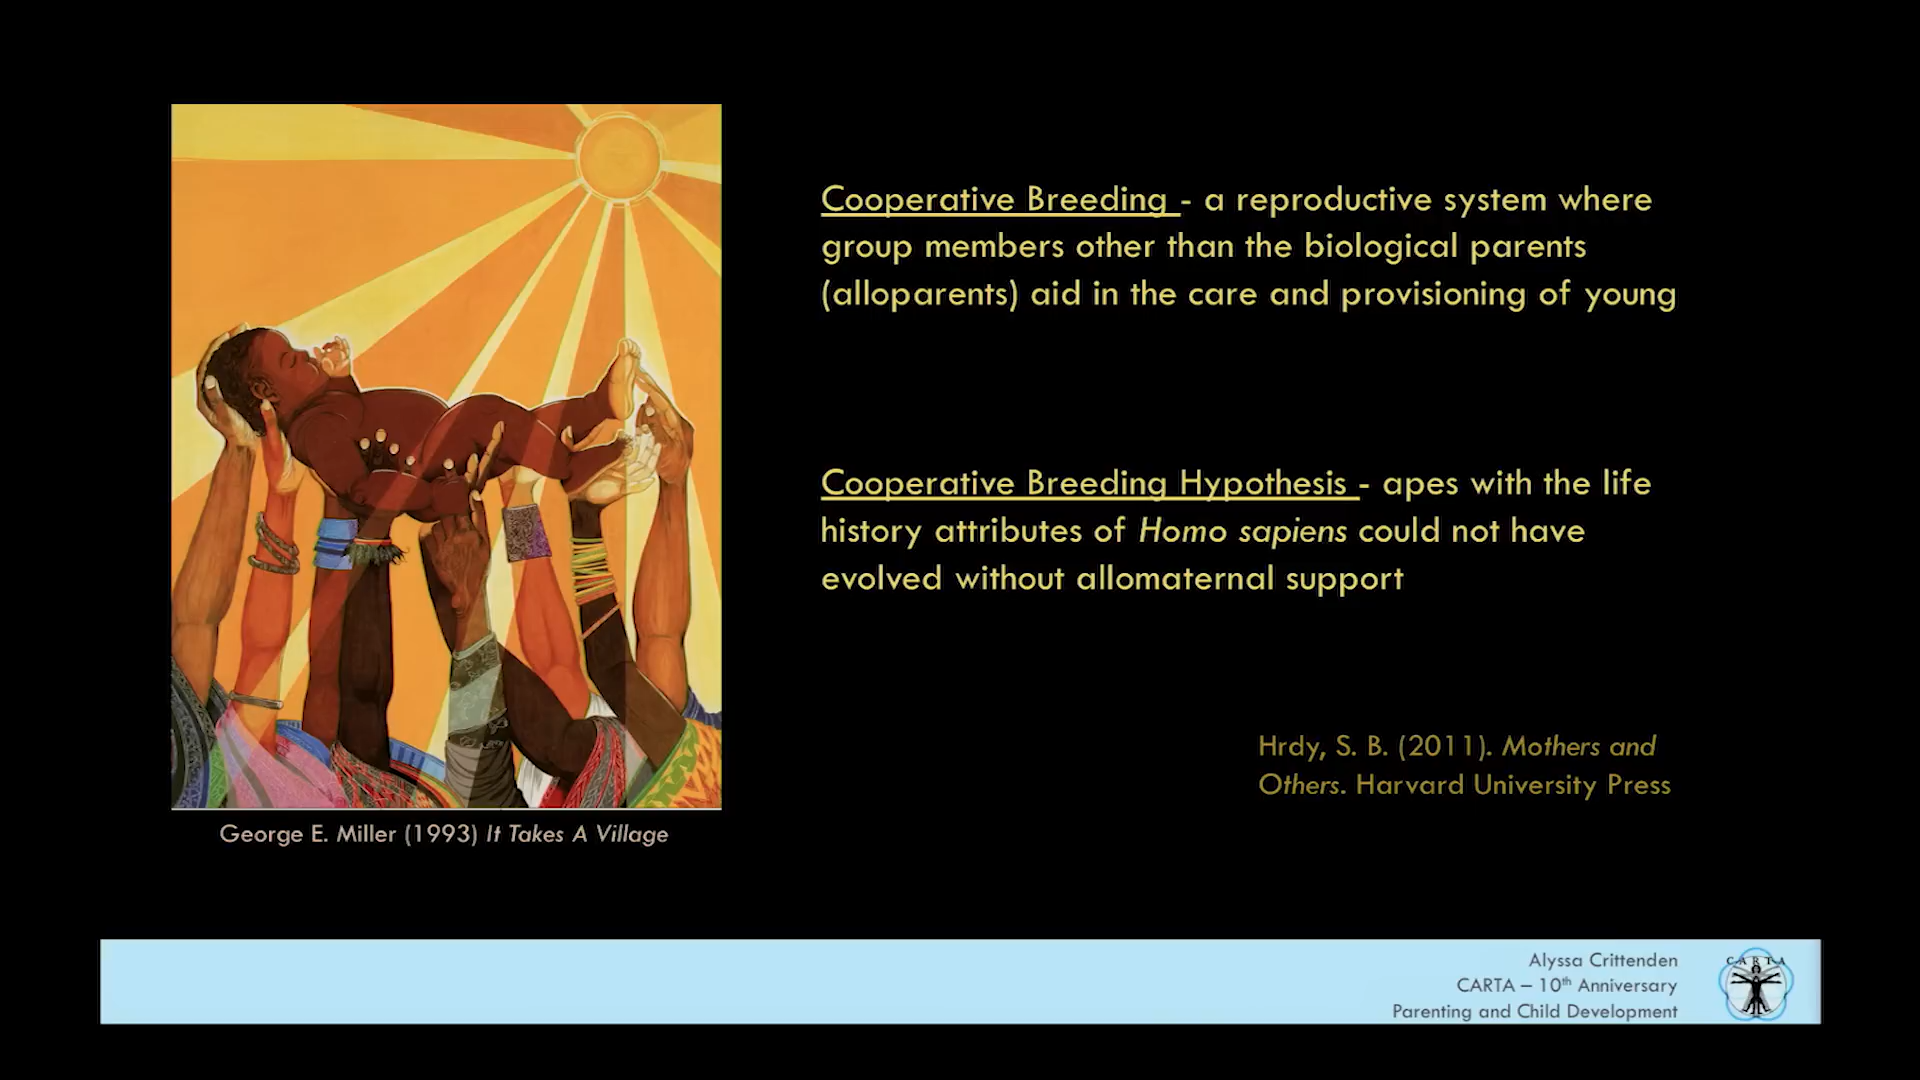 Cooperative Breeding - a reproductive system where
group members other than the biological parents
(alloparents) aid in the care and provisioning of young
Cooperative Breeding Hypothesis - apes with the life
history attributes of Homo sapiens could not have
evolved without allomaternal support
Hrdy, S. B. (2011). Mothers and
Others. Harvard University Press
George E. Miller (1993) It Takes A Village
Alyssa Crittenden
CARTA – 10th Anniversary
Parenting and Child Development
CARTA